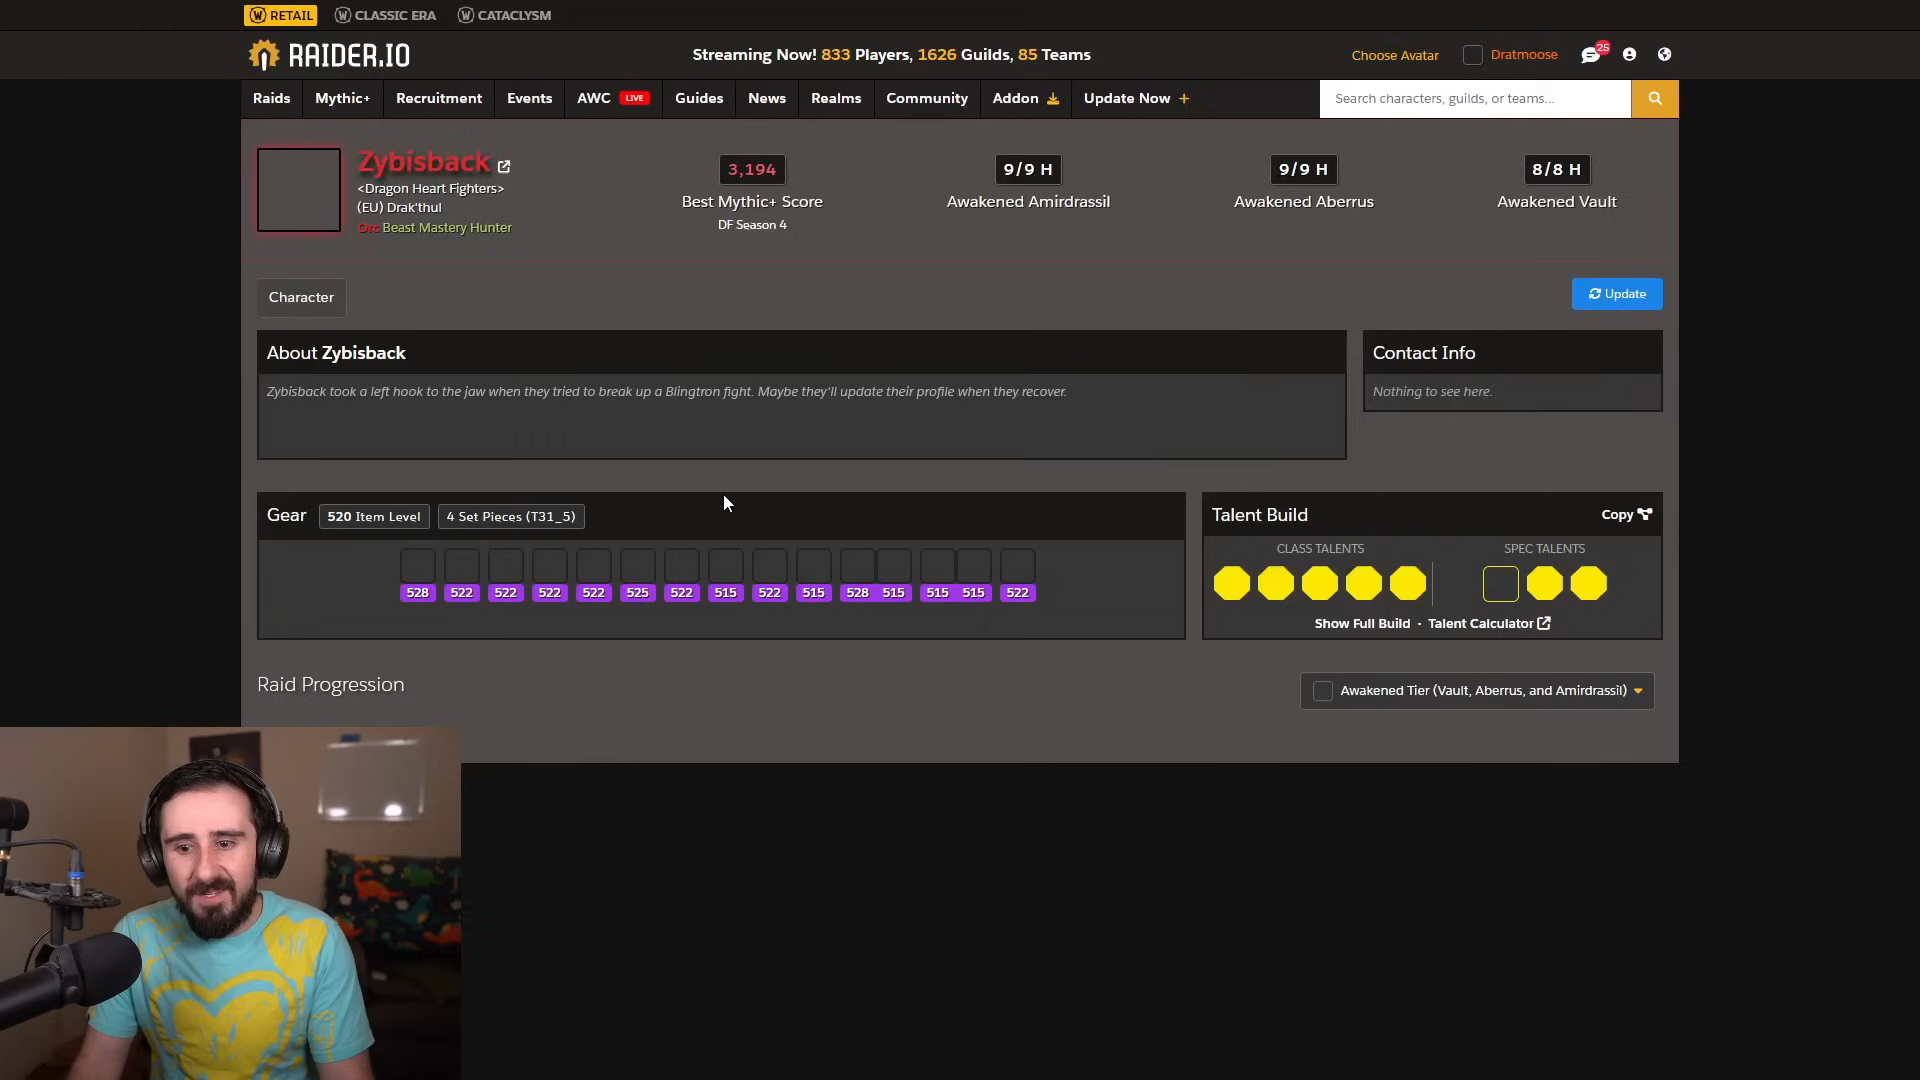 RETAIL CLASSIC ERA CATACLYSM
RAIDER.IO
Streaming Now! 833 Players, 1626 Guilds, 85 Teams
Choose Avatar Dratmoose 25
Raids Mythic+ Recruitment Events AWC LIVE Guides News Realms Community Addon Update Now + Search characters, guilds, or teams...
Zybisback
<Dragon Heart Fighters>
(EU) Drak'thul
Orc Beast Mastery Hunter
3,194
Best Mythic+ Score
DF Season 4
9/9 H
Awakened Amirdrassil
9/9 H
Awakened Aberrus
8/8 H
Awakened Vault
Character
Update
About Zybisback
Zybisback took a left hook to the jaw when they tried to break up a Blingtron fight. Maybe they'll update their profile when they recover.
Contact Info
Nothing to see here.
Gear 520 Item Level 4 Set Pieces (T31_5)
528 522 522 522 522 525 522 515 522 515 528 515 515 515 522
Talent Build Copy
CLASS TALENTS SPEC TALENTS
Show Full Build · Talent Calculator
Raid Progression
Awakened Tier (Vault, Aberrus, and Amirdrassil)